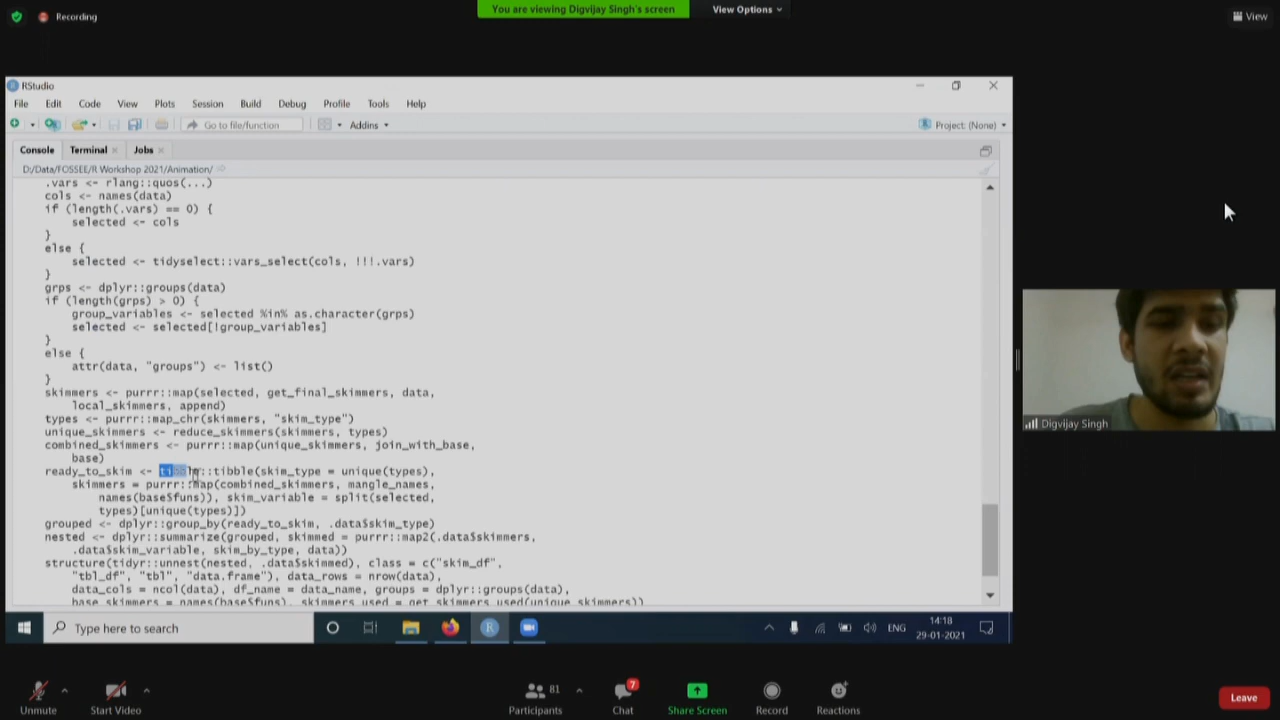 Recording
You are viewing Digvijay Singh's screen
View Options
View
RStudio
File Edit Code View Plots Session Build Debug Profile Tools Help
Go to file/function
Addins
Project: (None)
Console Terminal Jobs
D:/Data/FOSSEE/R Workshop 2021/Animation/
.vars <- rlang::quos(...)
cols <- names(data)
if (length(.vars) == 0) {
selected <- cols
}
else {
selected <- tidyselect::vars_select(cols, !!!.vars)
}
grps <- dplyr::groups(data)
if (length(grps) > 0) {
group_variables <- selected %in% as.character(grps)
selected <- selected[!group_variables]
}
else {
attr(data, "groups") <- list()
}
skimmers <- purrr::map(selected, get_final_skimmers, data,
local_skimmers, append)
types <- purrr::map_chr(skimmers, "skim_type")
unique_skimmers <- reduce_skimmers(skimmers, types)
combined_skimmers <- purrr::map(unique_skimmers, join_with_base,
base)
ready_to_skim <- tibble::tibble(skim_type = unique(types),
skimmers = purrr::map(combined_skimmers, mangle_names,
names(base$funs)), skim_variable = split(selected,
types)[unique(types)])
grouped <- dplyr::group_by(ready_to_skim, .data$skim_type)
nested <- dplyr::summarize(grouped, skimmed = purrr::map2(.data$skimmers,
.data$skim_variable, skim_by_type, data))
structure(tidyr::unnest(nested, .data$skimmed), class = c("skim_df",
"tbl_df", "tbl", "data.frame"), data_rows = nrow(data),
data_cols = ncol(data), df_name = data_name, groups = dplyr::groups(data),
base_skimmers = names(base$funs), skimmers_used = get_skimmers_used(unique_skimmers))
Digvijay Singh
Type here to search
ENG
14:18
29-01-2021
Unmute
Start Video
81
Participants
7
Chat
Share Screen
Record
Reactions
Leave